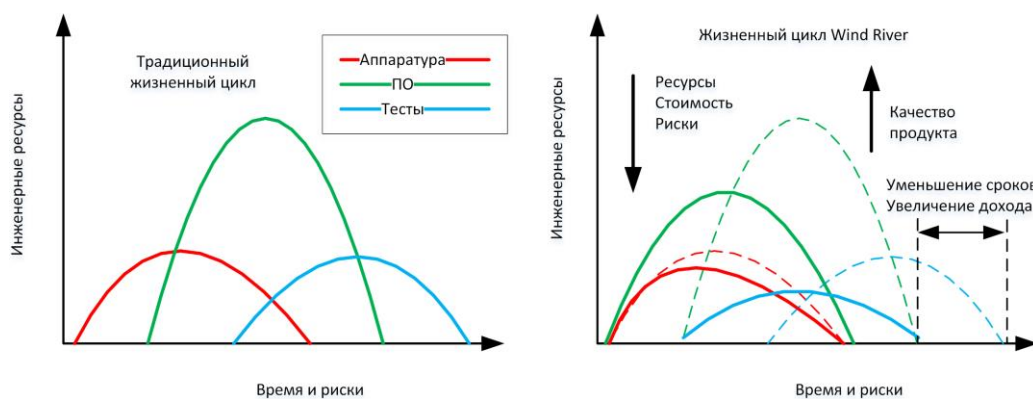 Традиционный
жизненный цикл
Аппаратура
ПО
Тесты
Инженерные ресурсы
Время и риски
Жизненный цикл Wind River
Ресурсы
Стоимость
Риски
Качество
продукта
Уменьшение сроков
Увеличение дохода
Инженерные ресурсы
Время и риски